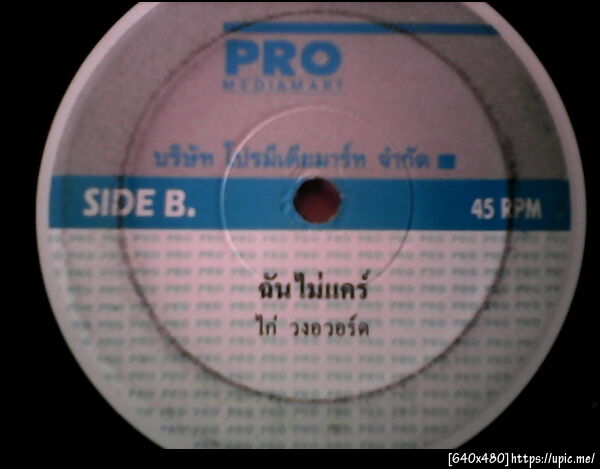 PRO
MEDIAMART
บริษัท โปรมีเดียมาร์ท จำกัด
SIDE B.
45 RPM
ฉันไม่แคร์
ไก่ วงอวอร์ด
[640x480]https://upic.me/